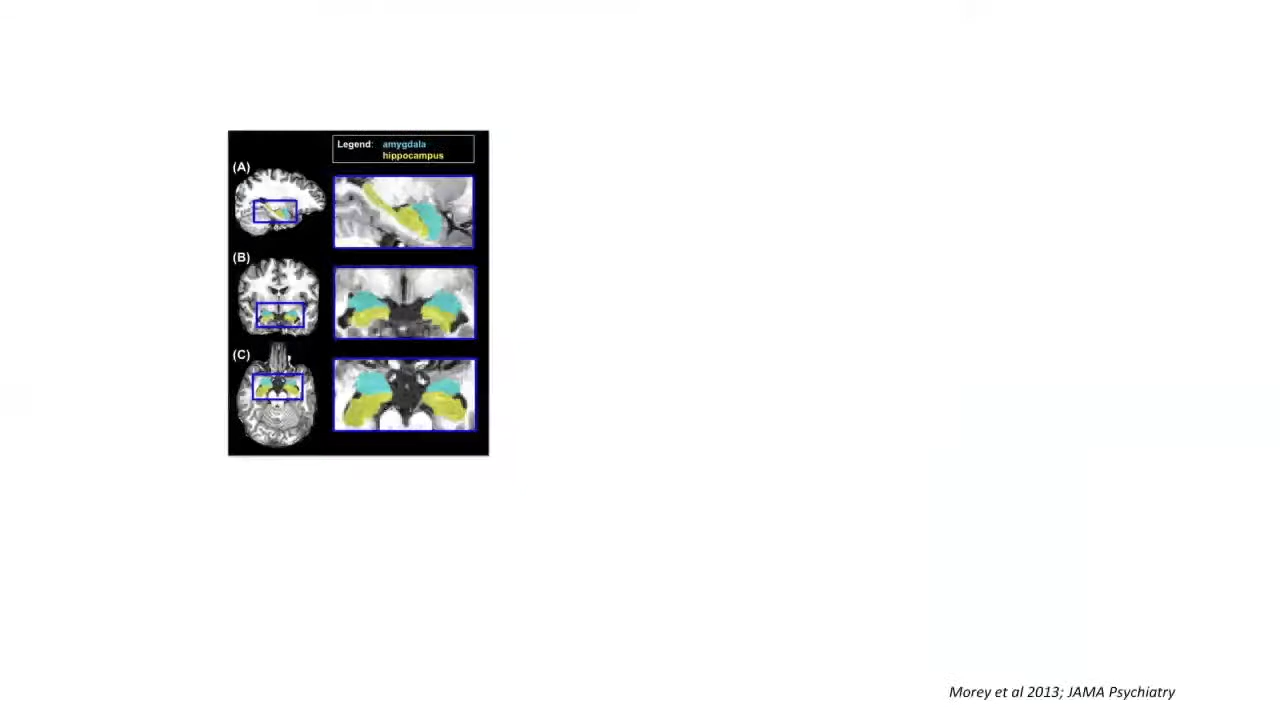 Legend: amygdala
hippocampus
(A)
(B)
(C)
Morey et al 2013; JAMA Psychiatry